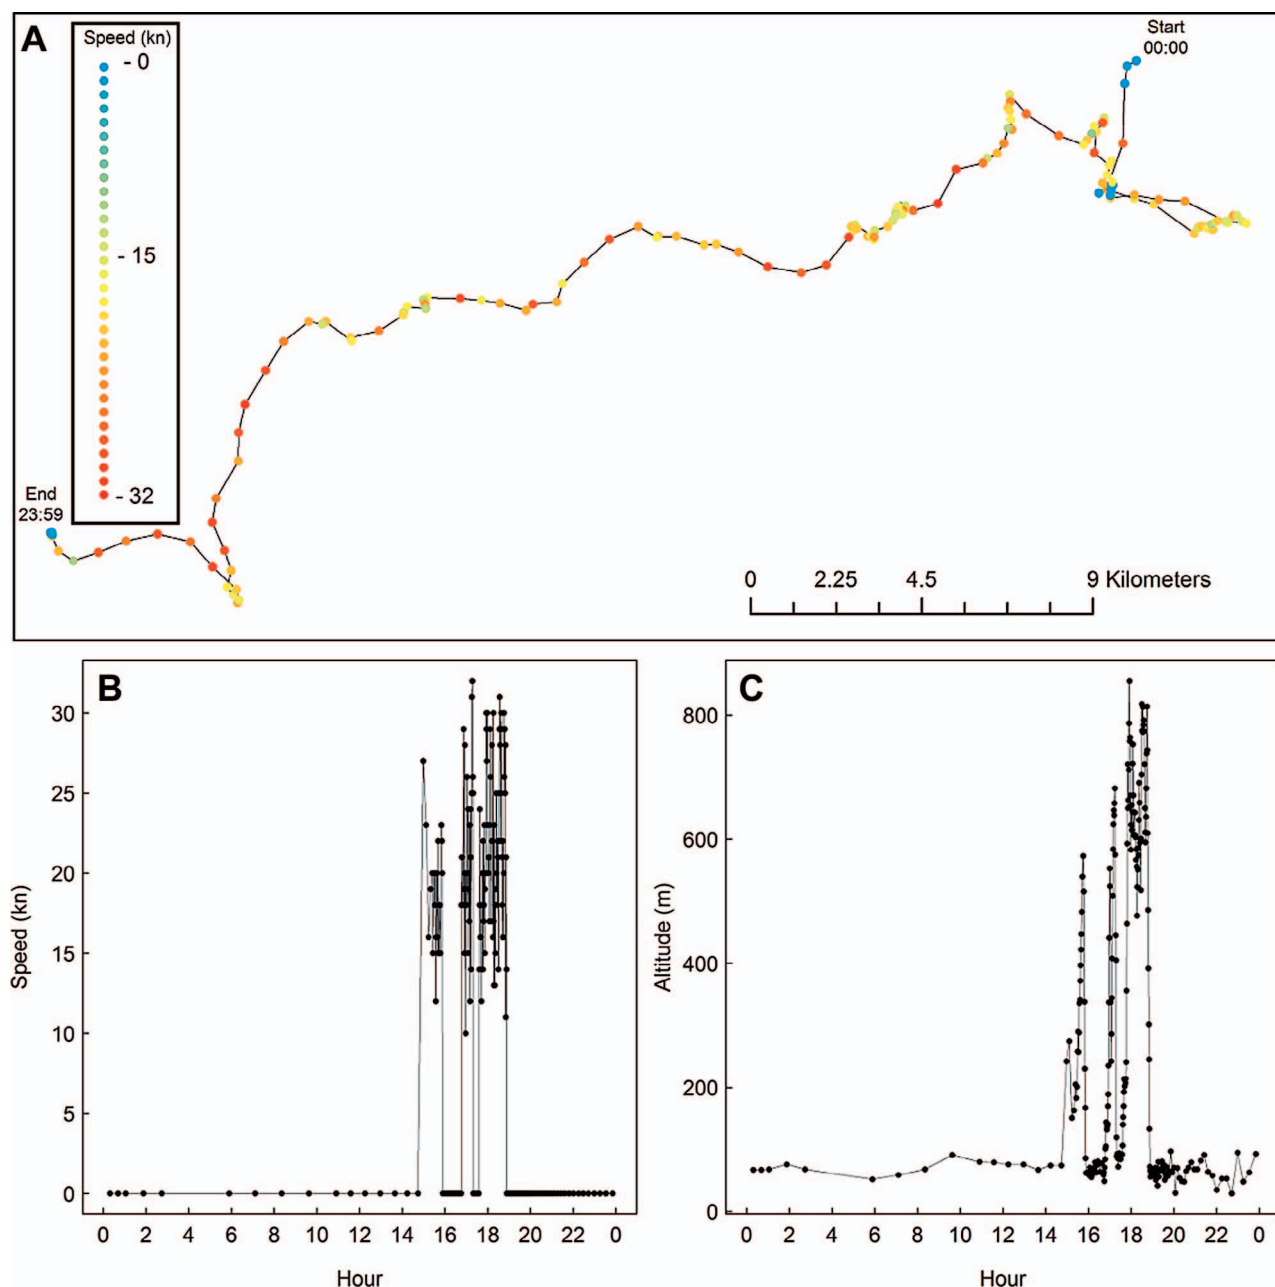 A
Speed (kn)
- 0
- 15
- 32
Start
00:00
End
23:59
0 2.25 4.5 9 Kilometers
B
30
25
20
15
10
5
0
Speed (kn)
0 2 4 6 8 10 12 14 16 18 20 22 0
Hour
C
800
600
400
200
0
Altitude (m)
0 2 4 6 8 10 12 14 16 18 20 22 0
Hour